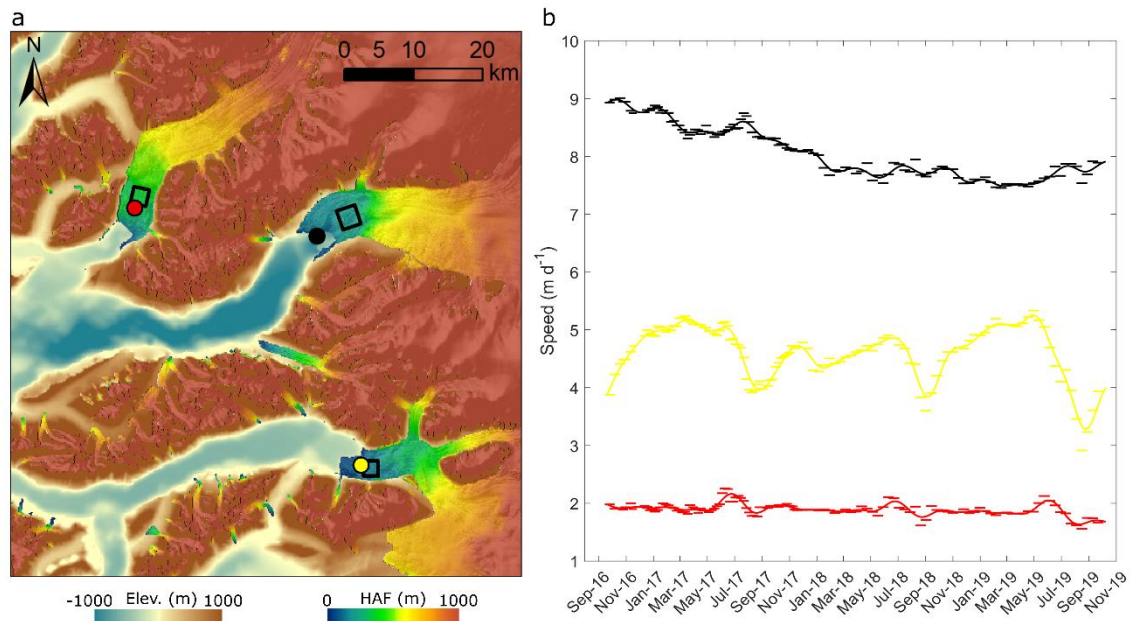 a
N
0 5 10 20
km
-1000 Elev. (m) 1000
0 HAF (m) 1000
b
Speed (m d⁻¹)
10
9
8
7
6
5
4
3
2
1
Sep-16 Nov-16 Jan-17 Mar-17 May-17 Jul-17 Sep-17 Nov-17 Jan-18 Mar-18 May-18 Jul-18 Sep-18 Nov-18 Jan-19 Mar-19 May-19 Jul-19 Sep-19 Nov-19